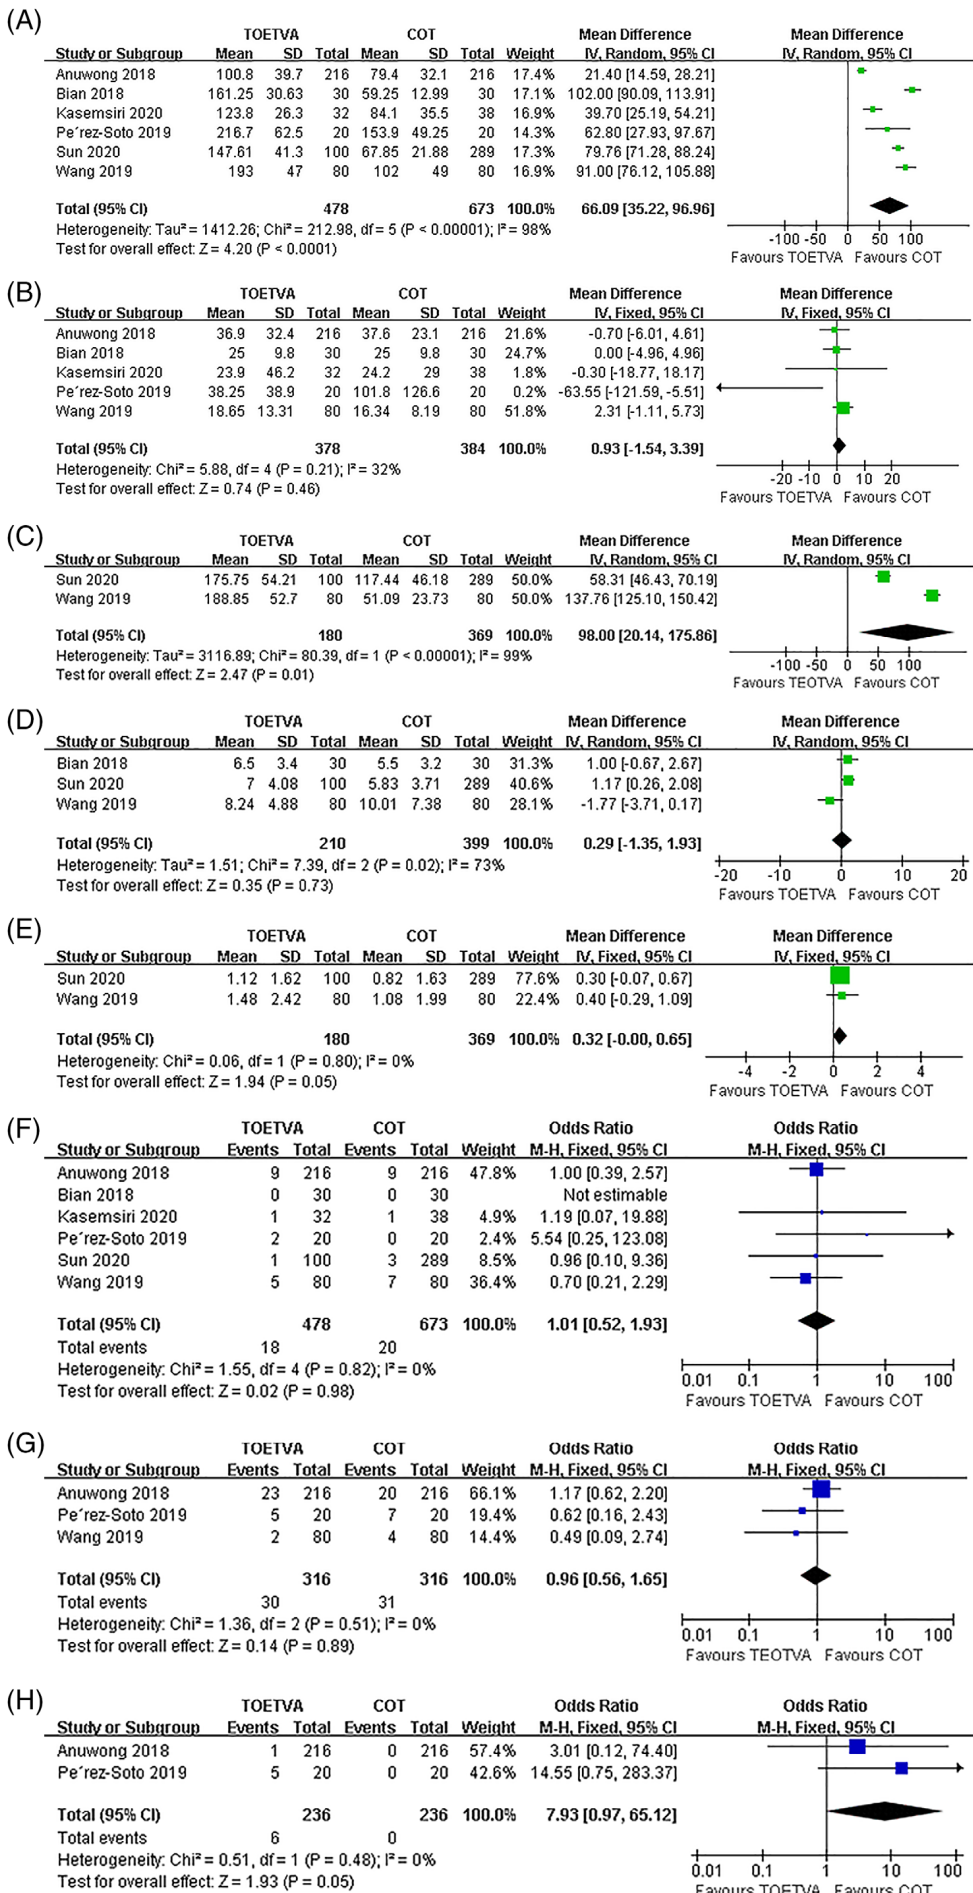 (A)
TOETVA COT Mean Difference Mean Difference
Study or Subgroup Mean SD Total Mean SD Total Weight IV, Random, 95% CI IV, Random, 95% CI
Anuwong 2018 100.8 39.7 216 79.4 32.1 216 17.4% 21.40 [14.59, 28.21]
Bian 2018 161.25 30.63 30 59.25 12.99 30 17.1% 102.00 [90.09, 113.91]
Kasemsiri 2020 123.8 26.3 32 84.1 35.5 38 16.9% 39.70 [25.19, 54.21]
Pe´rez-Soto 2019 216.7 62.5 20 153.9 49.25 20 14.3% 62.80 [27.93, 97.67]
Sun 2020 147.61 41.3 100 67.85 21.88 289 17.3% 79.76 [71.28, 88.24]
Wang 2019 193 47 80 102 49 80 16.9% 91.00 [76.12, 105.88]
Total (95% CI) 478 673 100.0% 66.09 [35.22, 96.96]
Heterogeneity: Tau² = 1412.26; Chi² = 212.98, df = 5 (P < 0.00001); I² = 98%
Test for overall effect: Z = 4.20 (P < 0.0001)
-100 -50 0 50 100
Favours TOETVA Favours COT
(B)
TOETVA COT Mean Difference Mean Difference
Study or Subgroup Mean SD Total Mean SD Total Weight IV, Fixed, 95% CI IV, Fixed, 95% CI
Anuwong 2018 36.9 32.4 216 37.6 23.1 216 21.6% -0.70 [-6.01, 4.61]
Bian 2018 25 9.8 30 25 9.8 30 24.7% 0.00 [-4.96, 4.96]
Kasemsiri 2020 23.9 46.2 32 24.2 29 38 1.8% -0.30 [-18.77, 18.17]
Pe´rez-Soto 2019 38.25 38.9 20 101.8 126.6 20 0.2% -63.55 [-121.59, -5.51]
Wang 2019 18.65 13.31 80 16.34 8.19 80 51.8% 2.31 [-1.11, 5.73]
Total (95% CI) 378 384 100.0% 0.93 [-1.54, 3.39]
Heterogeneity: Chi² = 5.88, df = 4 (P = 0.21); I² = 32%
Test for overall effect: Z = 0.74 (P = 0.46)
-20 -10 0 10 20
Favours TOETVA Favours COT
(C)
TOETVA COT Mean Difference Mean Difference
Study or Subgroup Mean SD Total Mean SD Total Weight IV, Random, 95% CI IV, Random, 95% CI
Sun 2020 175.75 54.21 100 117.44 46.18 289 50.0% 58.31 [46.43, 70.19]
Wang 2019 188.85 52.7 80 51.09 23.73 80 50.0% 137.76 [125.10, 150.42]
Total (95% CI) 180 369 100.0% 98.00 [20.14, 175.86]
Heterogeneity: Tau² = 3116.89; Chi² = 80.39, df = 1 (P < 0.00001); I² = 99%
Test for overall effect: Z = 2.47 (P = 0.01)
-100 -50 0 50 100
Favours TEOTVA Favours COT
(D)
TOETVA COT Mean Difference Mean Difference
Study or Subgroup Mean SD Total Mean SD Total Weight IV, Random, 95% CI IV, Random, 95% CI
Bian 2018 6.5 3.4 30 5.5 3.2 30 31.3% 1.00 [-0.67, 2.67]
Sun 2020 7 4.08 100 5.83 3.71 289 40.6% 1.17 [0.26, 2.08]
Wang 2019 8.24 4.88 80 10.01 7.38 80 28.1% -1.77 [-3.71, 0.17]
Total (95% CI) 210 399 100.0% 0.29 [-1.35, 1.93]
Heterogeneity: Tau² = 1.51; Chi² = 7.39, df = 2 (P = 0.02); I² = 73%
Test for overall effect: Z = 0.35 (P = 0.73)
-20 -10 0 10 20
Favours TOETVA Favours COT
(E)
TOETVA COT Mean Difference Mean Difference
Study or Subgroup Mean SD Total Mean SD Total Weight IV, Fixed, 95% CI IV, Fixed, 95% CI
Sun 2020 1.12 1.62 100 0.82 1.63 289 77.6% 0.30 [-0.07, 0.67]
Wang 2019 1.48 2.42 80 1.08 1.99 80 22.4% 0.40 [-0.29, 1.09]
Total (95% CI) 180 369 100.0% 0.32 [-0.00, 0.65]
Heterogeneity: Chi² = 0.06, df = 1 (P = 0.80); I² = 0%
Test for overall effect: Z = 1.94 (P = 0.05)
-4 -2 0 2 4
Favours TOETVA Favours COT
(F)
TOETVA COT Odds Ratio Odds Ratio
Study or Subgroup Events Total Events Total Weight M-H, Fixed, 95% CI M-H, Fixed, 95% CI
Anuwong 2018 9 216 9 216 47.8% 1.00 [0.39, 2.57]
Bian 2018 0 30 0 30 Not estimable
Kasemsiri 2020 1 32 1 38 4.9% 1.19 [0.07, 19.88]
Pe´rez-Soto 2019 2 20 0 20 2.4% 5.54 [0.25, 123.08]
Sun 2020 1 100 3 289 8.5% 0.96 [0.10, 9.36]
Wang 2019 5 80 7 80 36.4% 0.70 [0.21, 2.29]
Total (95% CI) 478 673 100.0% 1.01 [0.52, 1.93]
Total events 18 20
Heterogeneity: Chi² = 1.55, df = 4 (P = 0.82); I² = 0%
Test for overall effect: Z = 0.02 (P = 0.98)
0.01 0.1 1 10 100
Favours TOETVA Favours COT
(G)
TOETVA COT Odds Ratio Odds Ratio
Study or Subgroup Events Total Events Total Weight M-H, Fixed, 95% CI M-H, Fixed, 95% CI
Anuwong 2018 23 216 20 216 66.1% 1.17 [0.62, 2.20]
Pe´rez-Soto 2019 5 20 7 20 19.4% 0.62 [0.16, 2.43]
Wang 2019 2 80 4 80 14.4% 0.49 [0.09, 2.74]
Total (95% CI) 316 316 100.0% 0.96 [0.56, 1.65]
Total events 30 31
Heterogeneity: Chi² = 1.36, df = 2 (P = 0.51); I² = 0%
Test for overall effect: Z = 0.14 (P = 0.89)
0.01 0.1 1 10 100
Favours TEOTVA Favours COT
(H)
TOETVA COT Odds Ratio Odds Ratio
Study or Subgroup Events Total Events Total Weight M-H, Fixed, 95% CI M-H, Fixed, 95% CI
Anuwong 2018 1 216 0 216 57.4% 3.01 [0.12, 74.40]
Pe´rez-Soto 2019 5 20 0 20 42.6% 14.55 [0.75, 283.37]
Total (95% CI) 236 236 100.0% 7.93 [0.97, 65.12]
Total events 6 0
Heterogeneity: Chi² = 0.51, df = 1 (P = 0.48); I² = 0%
Test for overall effect: Z = 1.93 (P = 0.05)
0.01 0.1 1 10 100
Favours TOETVA Favours COT